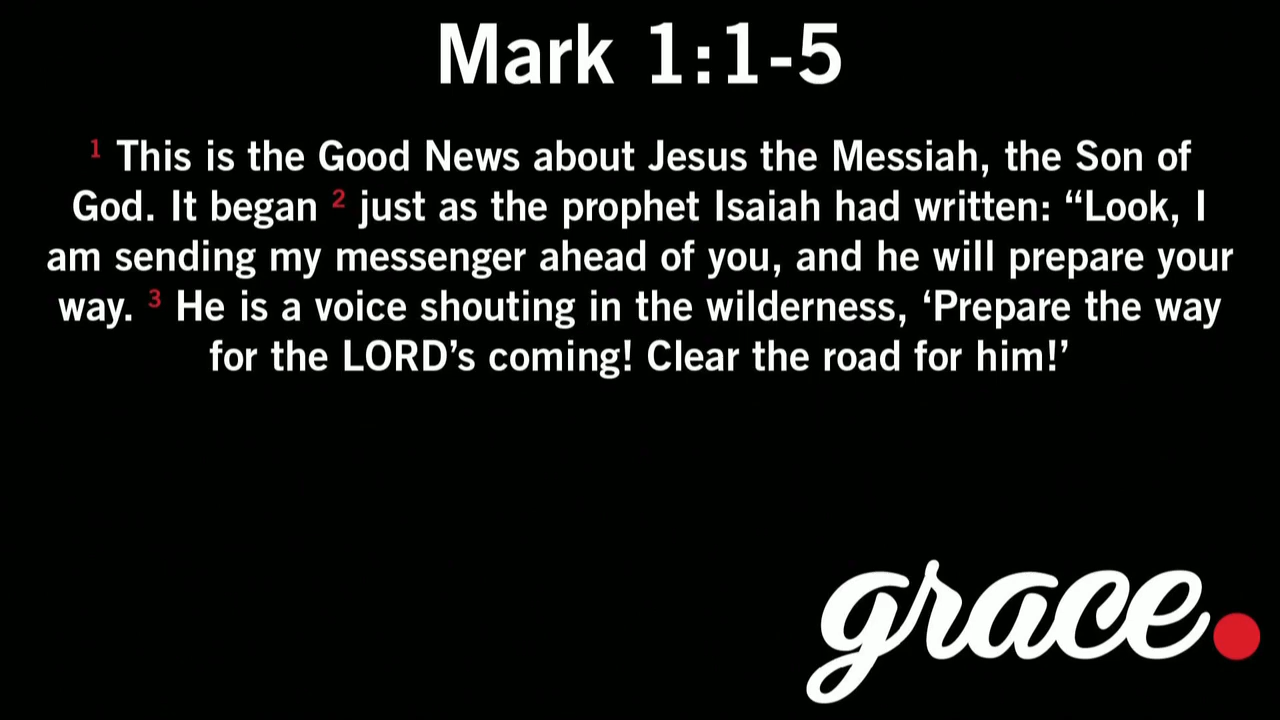 Mark 1:1-5
1 This is the Good News about Jesus the Messiah, the Son of
God. It began 2 just as the prophet Isaiah had written: “Look, I
am sending my messenger ahead of you, and he will prepare your
way. 3 He is a voice shouting in the wilderness, ‘Prepare the way
for the LORD’s coming! Clear the road for him!’
grace.